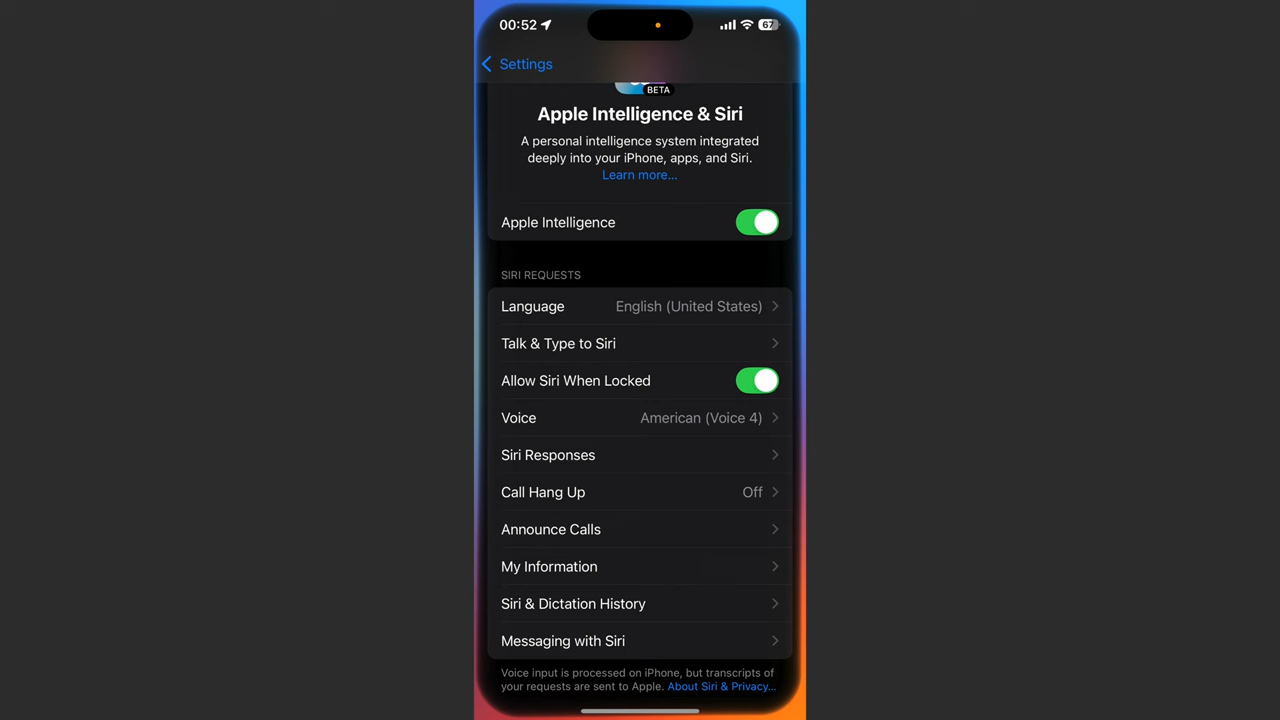 00:52
67
Settings
BETA
Apple Intelligence & Siri
A personal intelligence system integrated
deeply into your iPhone, apps, and Siri.
Learn more...
Apple Intelligence
SIRI REQUESTS
Language English (United States)
Talk & Type to Siri
Allow Siri When Locked
Voice American (Voice 4)
Siri Responses
Call Hang Up Off
Announce Calls
My Information
Siri & Dictation History
Messaging with Siri
Voice input is processed on iPhone, but transcripts of
your requests are sent to Apple. About Siri & Privacy...